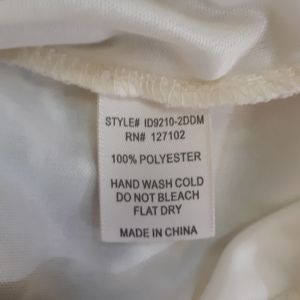 STYLE# ID9210-2DDM
RN# 127102
100% POLYESTER
HAND WASH COLD
DO NOT BLEACH
FLAT DRY
MADE IN CHINA